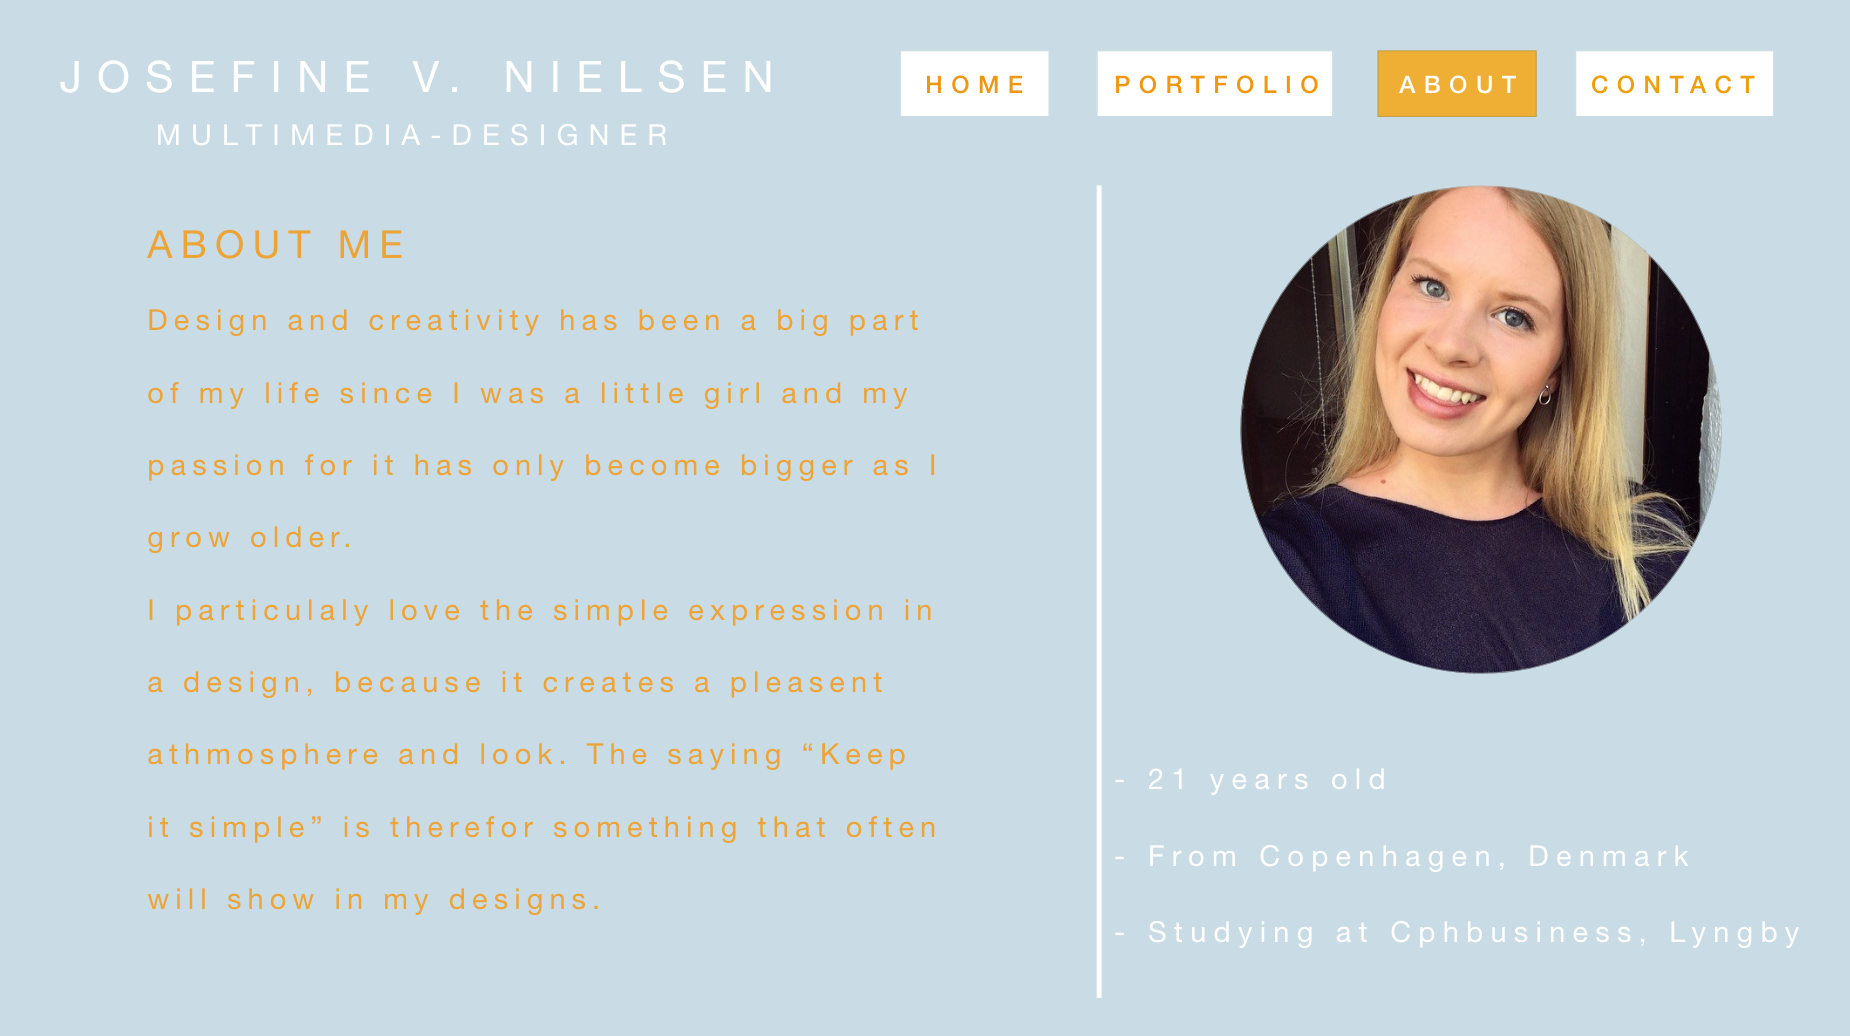 JOSEFINE V. NIELSEN
MULTIMEDIA-DESIGNER
HOME
PORTFOLIO
ABOUT
CONTACT
ABOUT ME
Design and creativity has been a big part
of my life since I was a little girl and my
passion for it has only become bigger as I
grow older.
I particulaly love the simple expression in
a design, because it creates a pleasent
athmosphere and look. The saying “Keep
it simple” is therefor something that often
will show in my designs.
- 21 years old
- From Copenhagen, Denmark
- Studying at Cphbusiness, Lyngby